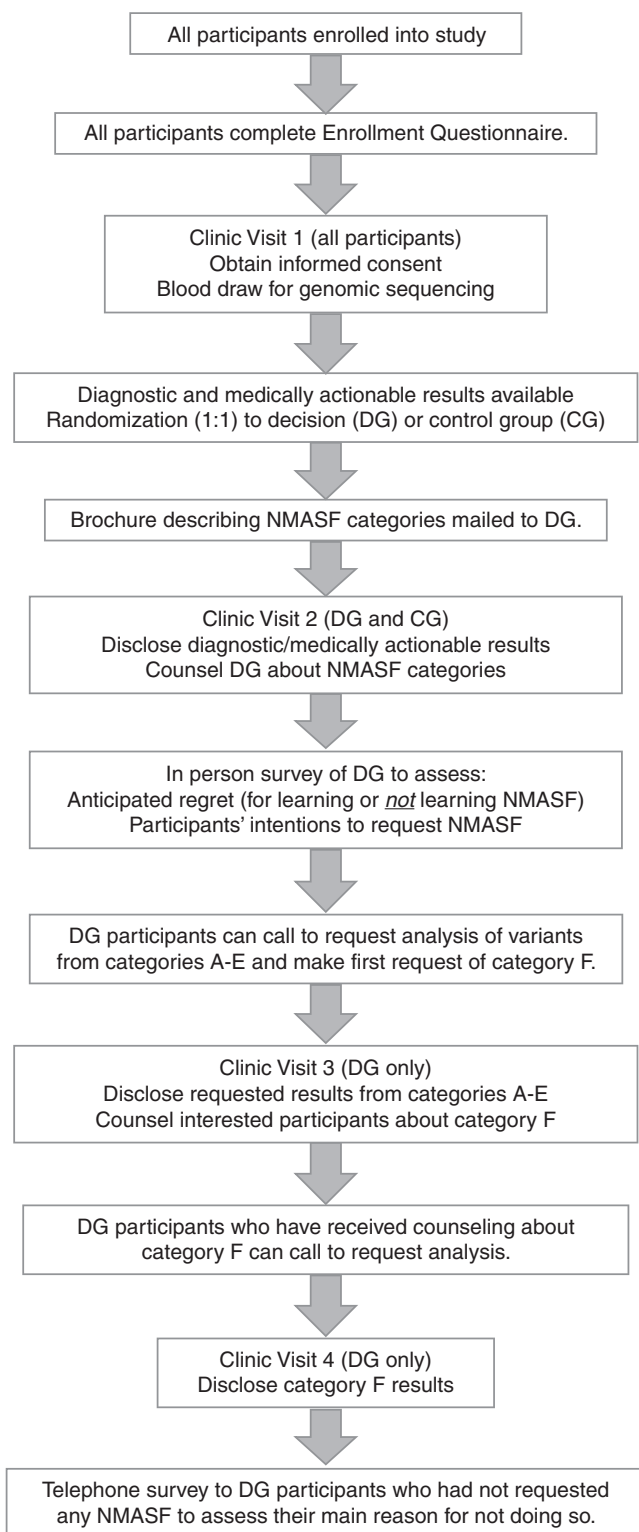 All participants enrolled into study
All participants complete Enrollment Questionnaire.
Clinic Visit 1 (all participants)
Obtain informed consent
Blood draw for genomic sequencing
Diagnostic and medically actionable results available
Randomization (1:1) to decision (DG) or control group (CG)
Brochure describing NMASF categories mailed to DG.
Clinic Visit 2 (DG and CG)
Disclose diagnostic/medically actionable results
Counsel DG about NMASF categories
In person survey of DG to assess:
Anticipated regret (for learning or not learning NMASF)
Participants’ intentions to request NMASF
DG participants can call to request analysis of variants
from categories A-E and make first request of category F.
Clinic Visit 3 (DG only)
Disclose requested results from categories A-E
Counsel interested participants about category F
DG participants who have received counseling about
category F can call to request analysis.
Clinic Visit 4 (DG only)
Disclose category F results
Telephone survey to DG participants who had not requested
any NMASF to assess their main reason for not doing so.